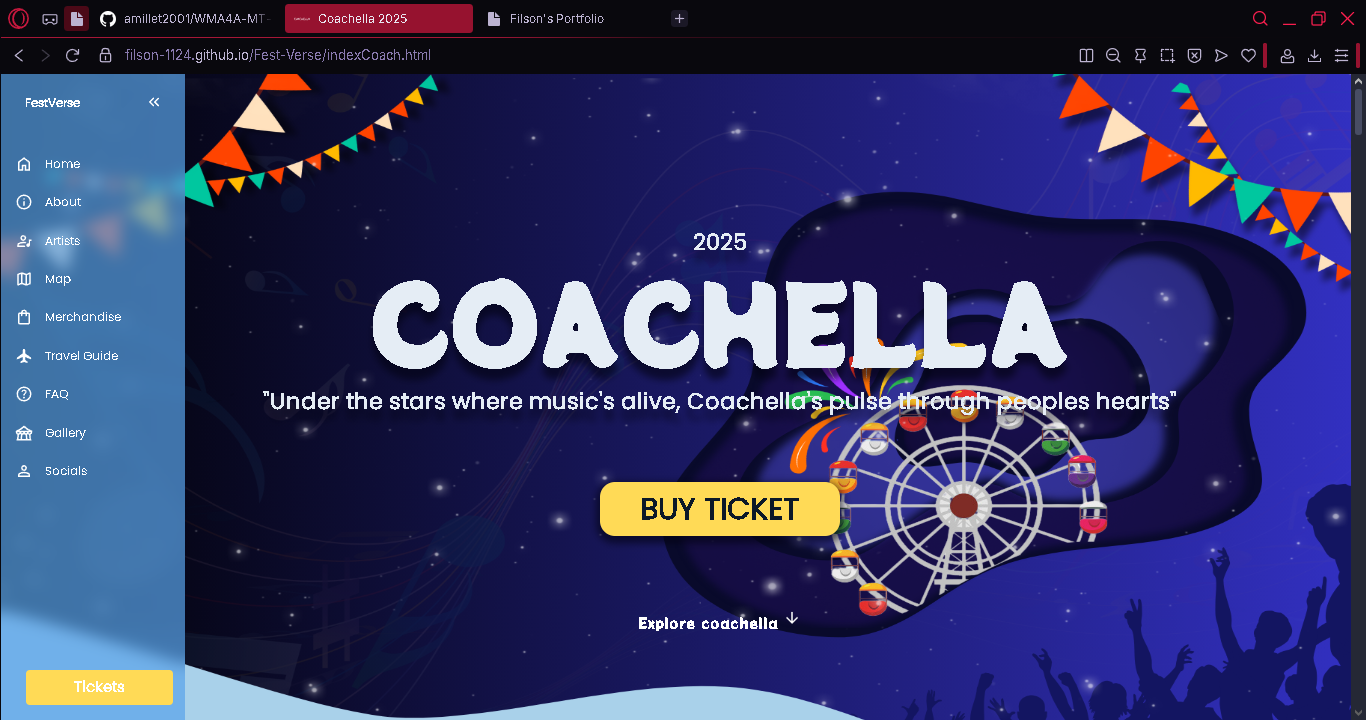 amillet2001/WMA4A-MT-
Coachella 2025
Filson's Portfolio
filson-1124.github.io/Fest-Verse/indexCoach.html
FestVerse
Home
About
Artists
Map
Merchandise
Travel Guide
FAQ
Gallery
Socials
Tickets
2025
COACHELLA
"Under the stars where music's alive, Coachella's pulse through peoples hearts"
BUY TICKET
Explore coachella